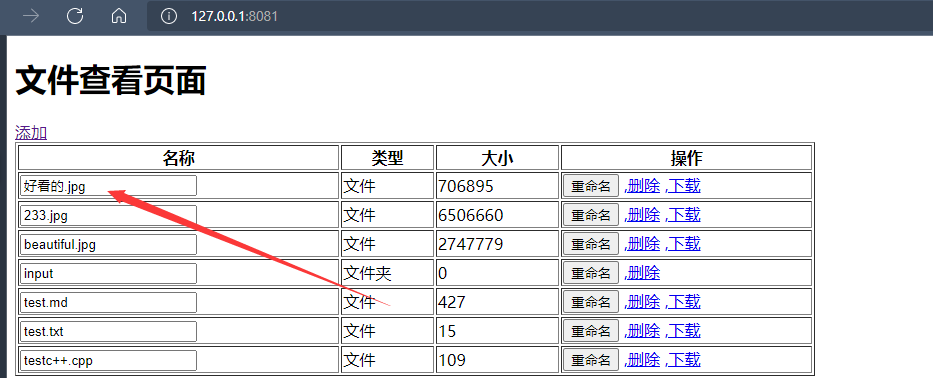 127.0.0.1:8081
文件查看页面
添加
名称 类型 大小 操作
好看的.jpg 文件 706895 重命名 ,删除 ,下载
233.jpg 文件 6506660 重命名 ,删除 ,下载
beautiful.jpg 文件 2747779 重命名 ,删除 ,下载
input 文件夹 0 重命名 ,删除
test.md 文件 427 重命名 ,删除 ,下载
test.txt 文件 15 重命名 ,删除 ,下载
testc++.cpp 文件 109 重命名 ,删除 ,下载